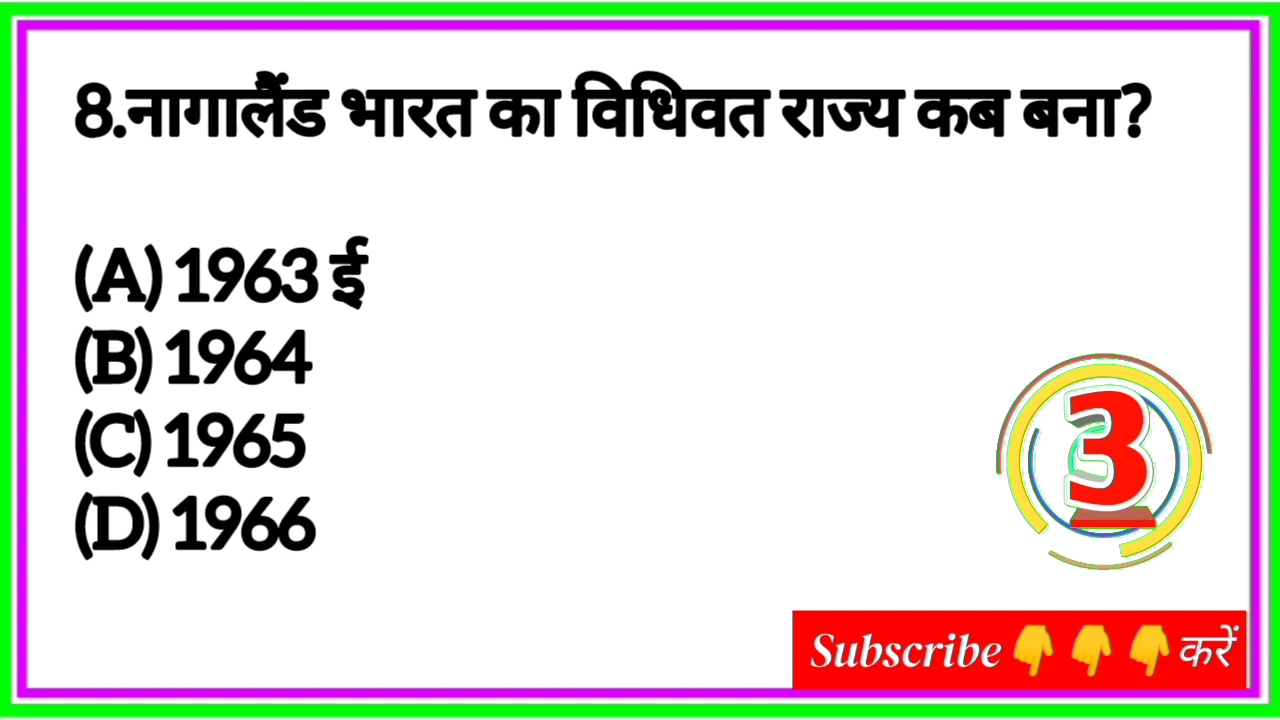 8.नागालैंड भारत का विधिवत राज्य कब बना?
(A) 1963 ई
(B) 1964
(C) 1965
(D) 1966
3
Subscribe 👇 👇 👇 करें